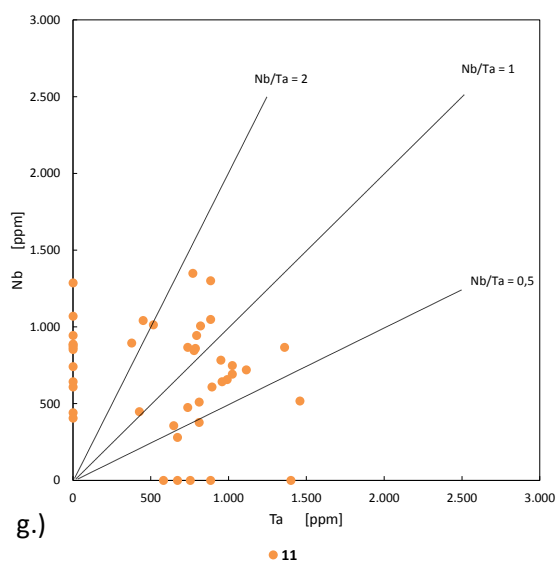 3.000
2.500
2.000
1.500
1.000
500
0
Nb [ppm]
Nb/Ta = 2
Nb/Ta = 1
Nb/Ta = 0,5
0
500
1.000
1.500
2.000
2.500
3.000
Ta [ppm]
g.)
11